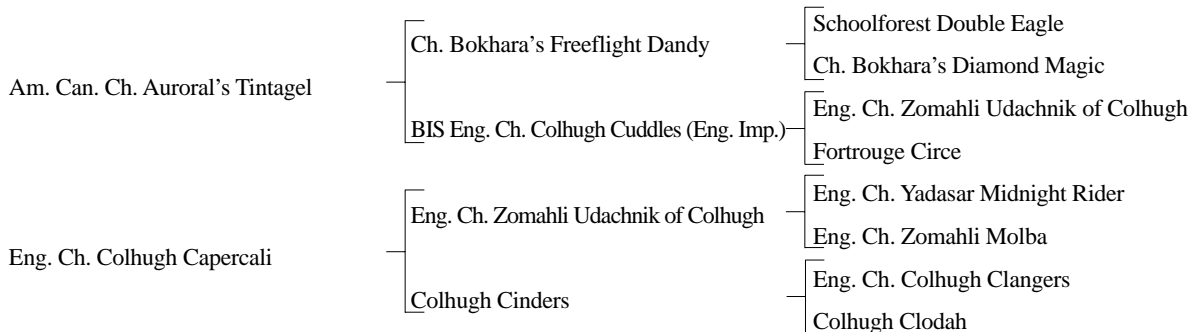 Schoolforest Double Eagle
Ch. Bokhara’s Freeflight Dandy
Ch. Bokhara’s Diamond Magic
Am. Can. Ch. Auroral’s Tintagel
Eng. Ch. Zomahli Udachnik of Colhugh
BIS Eng. Ch. Colhugh Cuddles (Eng. Imp.)
Fortrouge Circe
Eng. Ch. Yadasar Midnight Rider
Eng. Ch. Zomahli Udachnik of Colhugh
Eng. Ch. Zomahli Molba
Eng. Ch. Colhugh Capercali
Eng. Ch. Colhugh Clangers
Colhugh Cinders
Colhugh Clodah